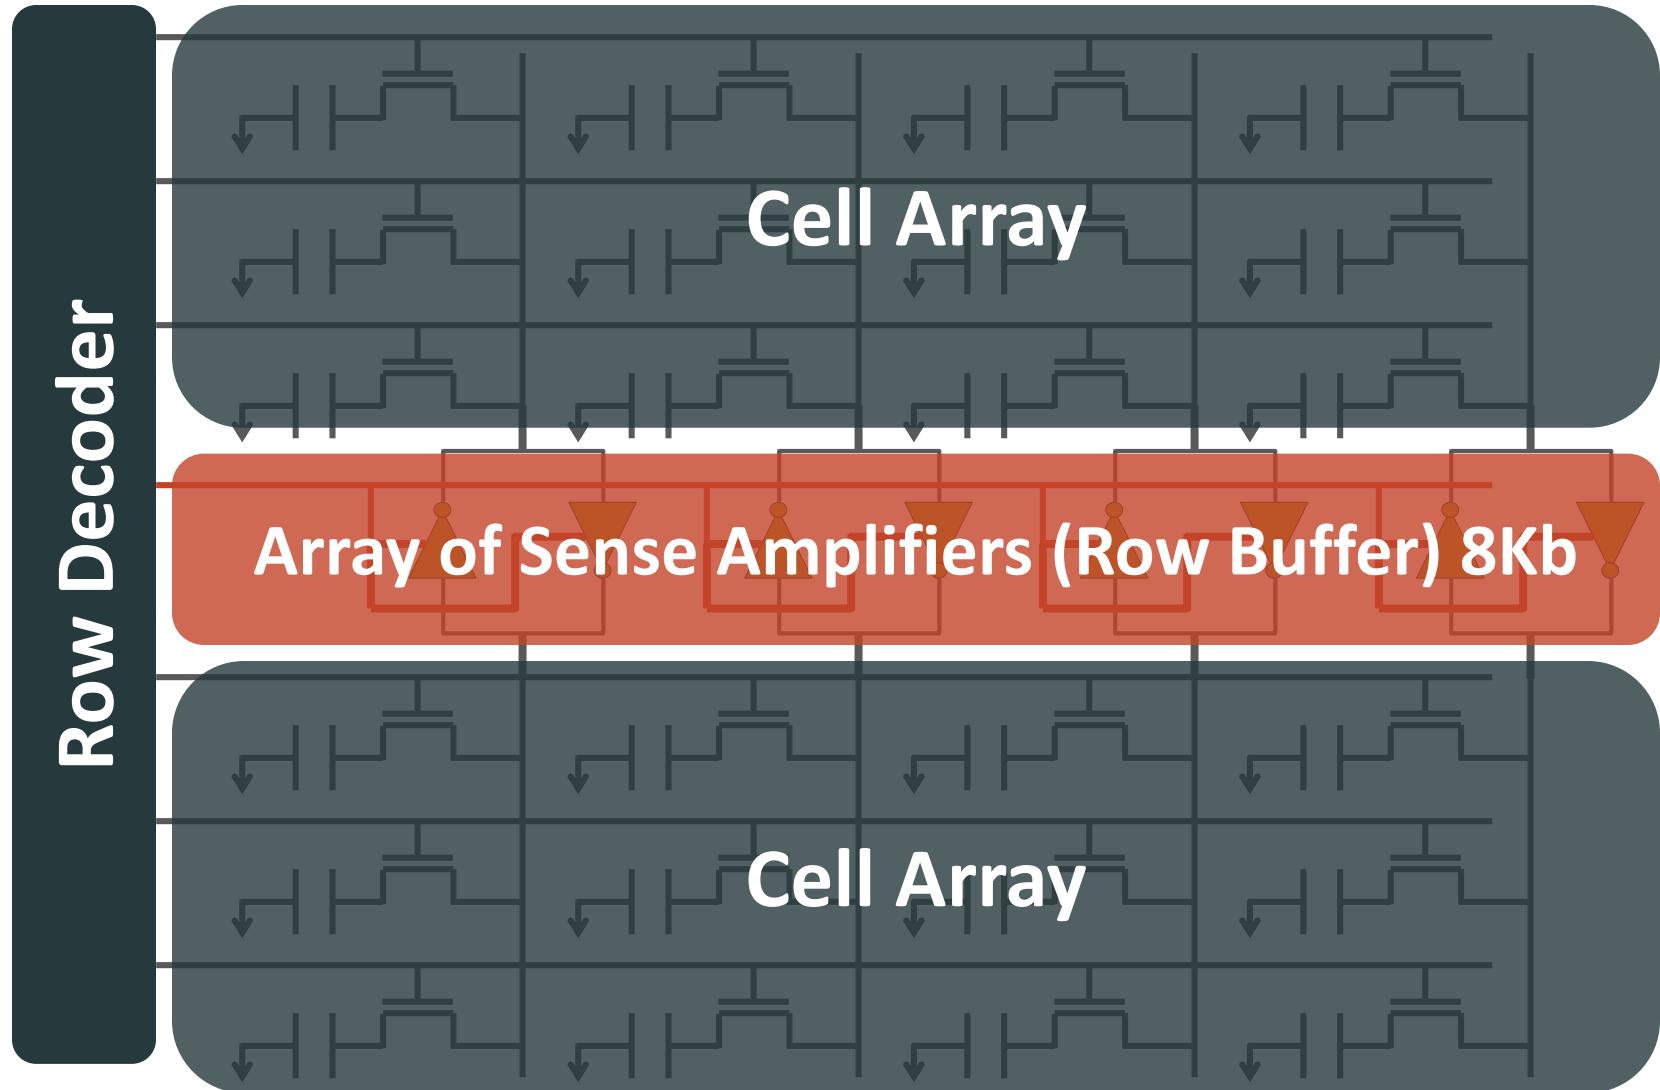 Row Decoder
Cell Array
Array of Sense Amplifiers (Row Buffer) 8Kb
Cell Array